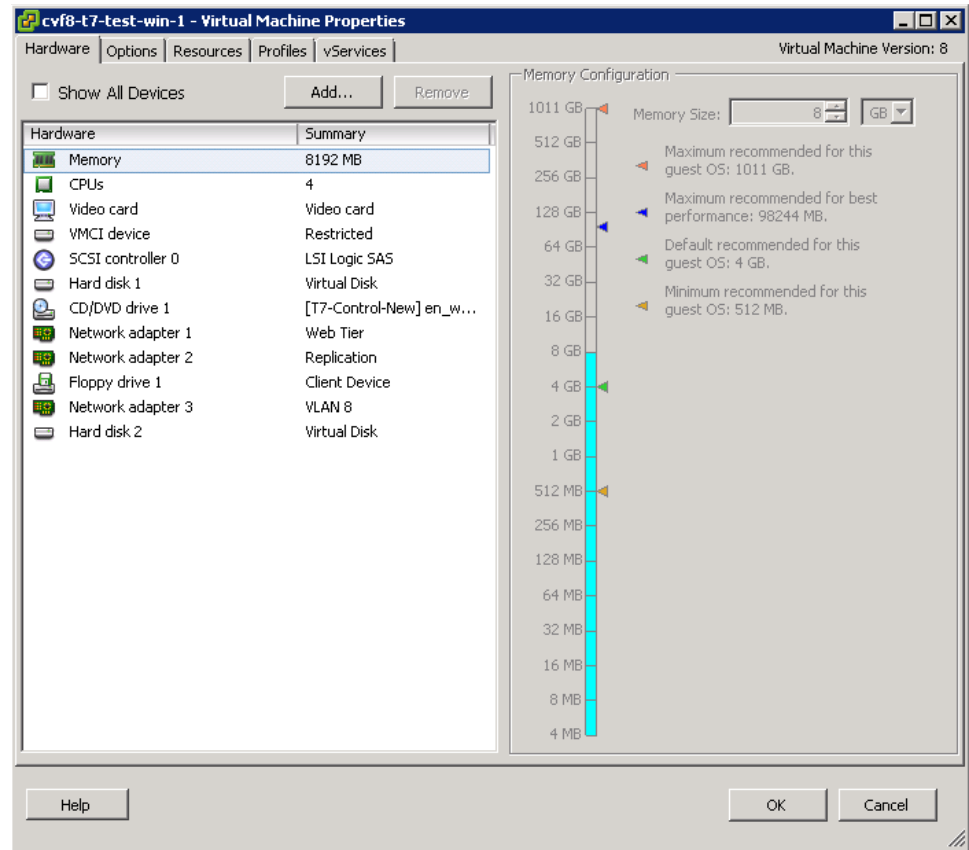 cvf8-t7-test-win-1 - Virtual Machine Properties
Hardware Options Resources Profiles vServices Virtual Machine Version: 8
Show All Devices Add... Remove
Hardware Summary
Memory 8192 MB
CPUs 4
Video card Video card
VMCI device Restricted
SCSI controller 0 LSI Logic SAS
Hard disk 1 Virtual Disk
CD/DVD drive 1 [T7-Control-New] en_w...
Network adapter 1 Web Tier
Network adapter 2 Replication
Floppy drive 1 Client Device
Network adapter 3 VLAN 8
Hard disk 2 Virtual Disk
Memory Configuration
Memory Size: 8 GB
1011 GB
512 GB
256 GB
128 GB
64 GB
32 GB
16 GB
8 GB
4 GB
2 GB
1 GB
512 MB
256 MB
128 MB
64 MB
32 MB
16 MB
8 MB
4 MB
Maximum recommended for this
guest OS: 1011 GB.
Maximum recommended for best
performance: 98244 MB.
Default recommended for this
guest OS: 4 GB.
Minimum recommended for this
guest OS: 512 MB.
Help OK Cancel